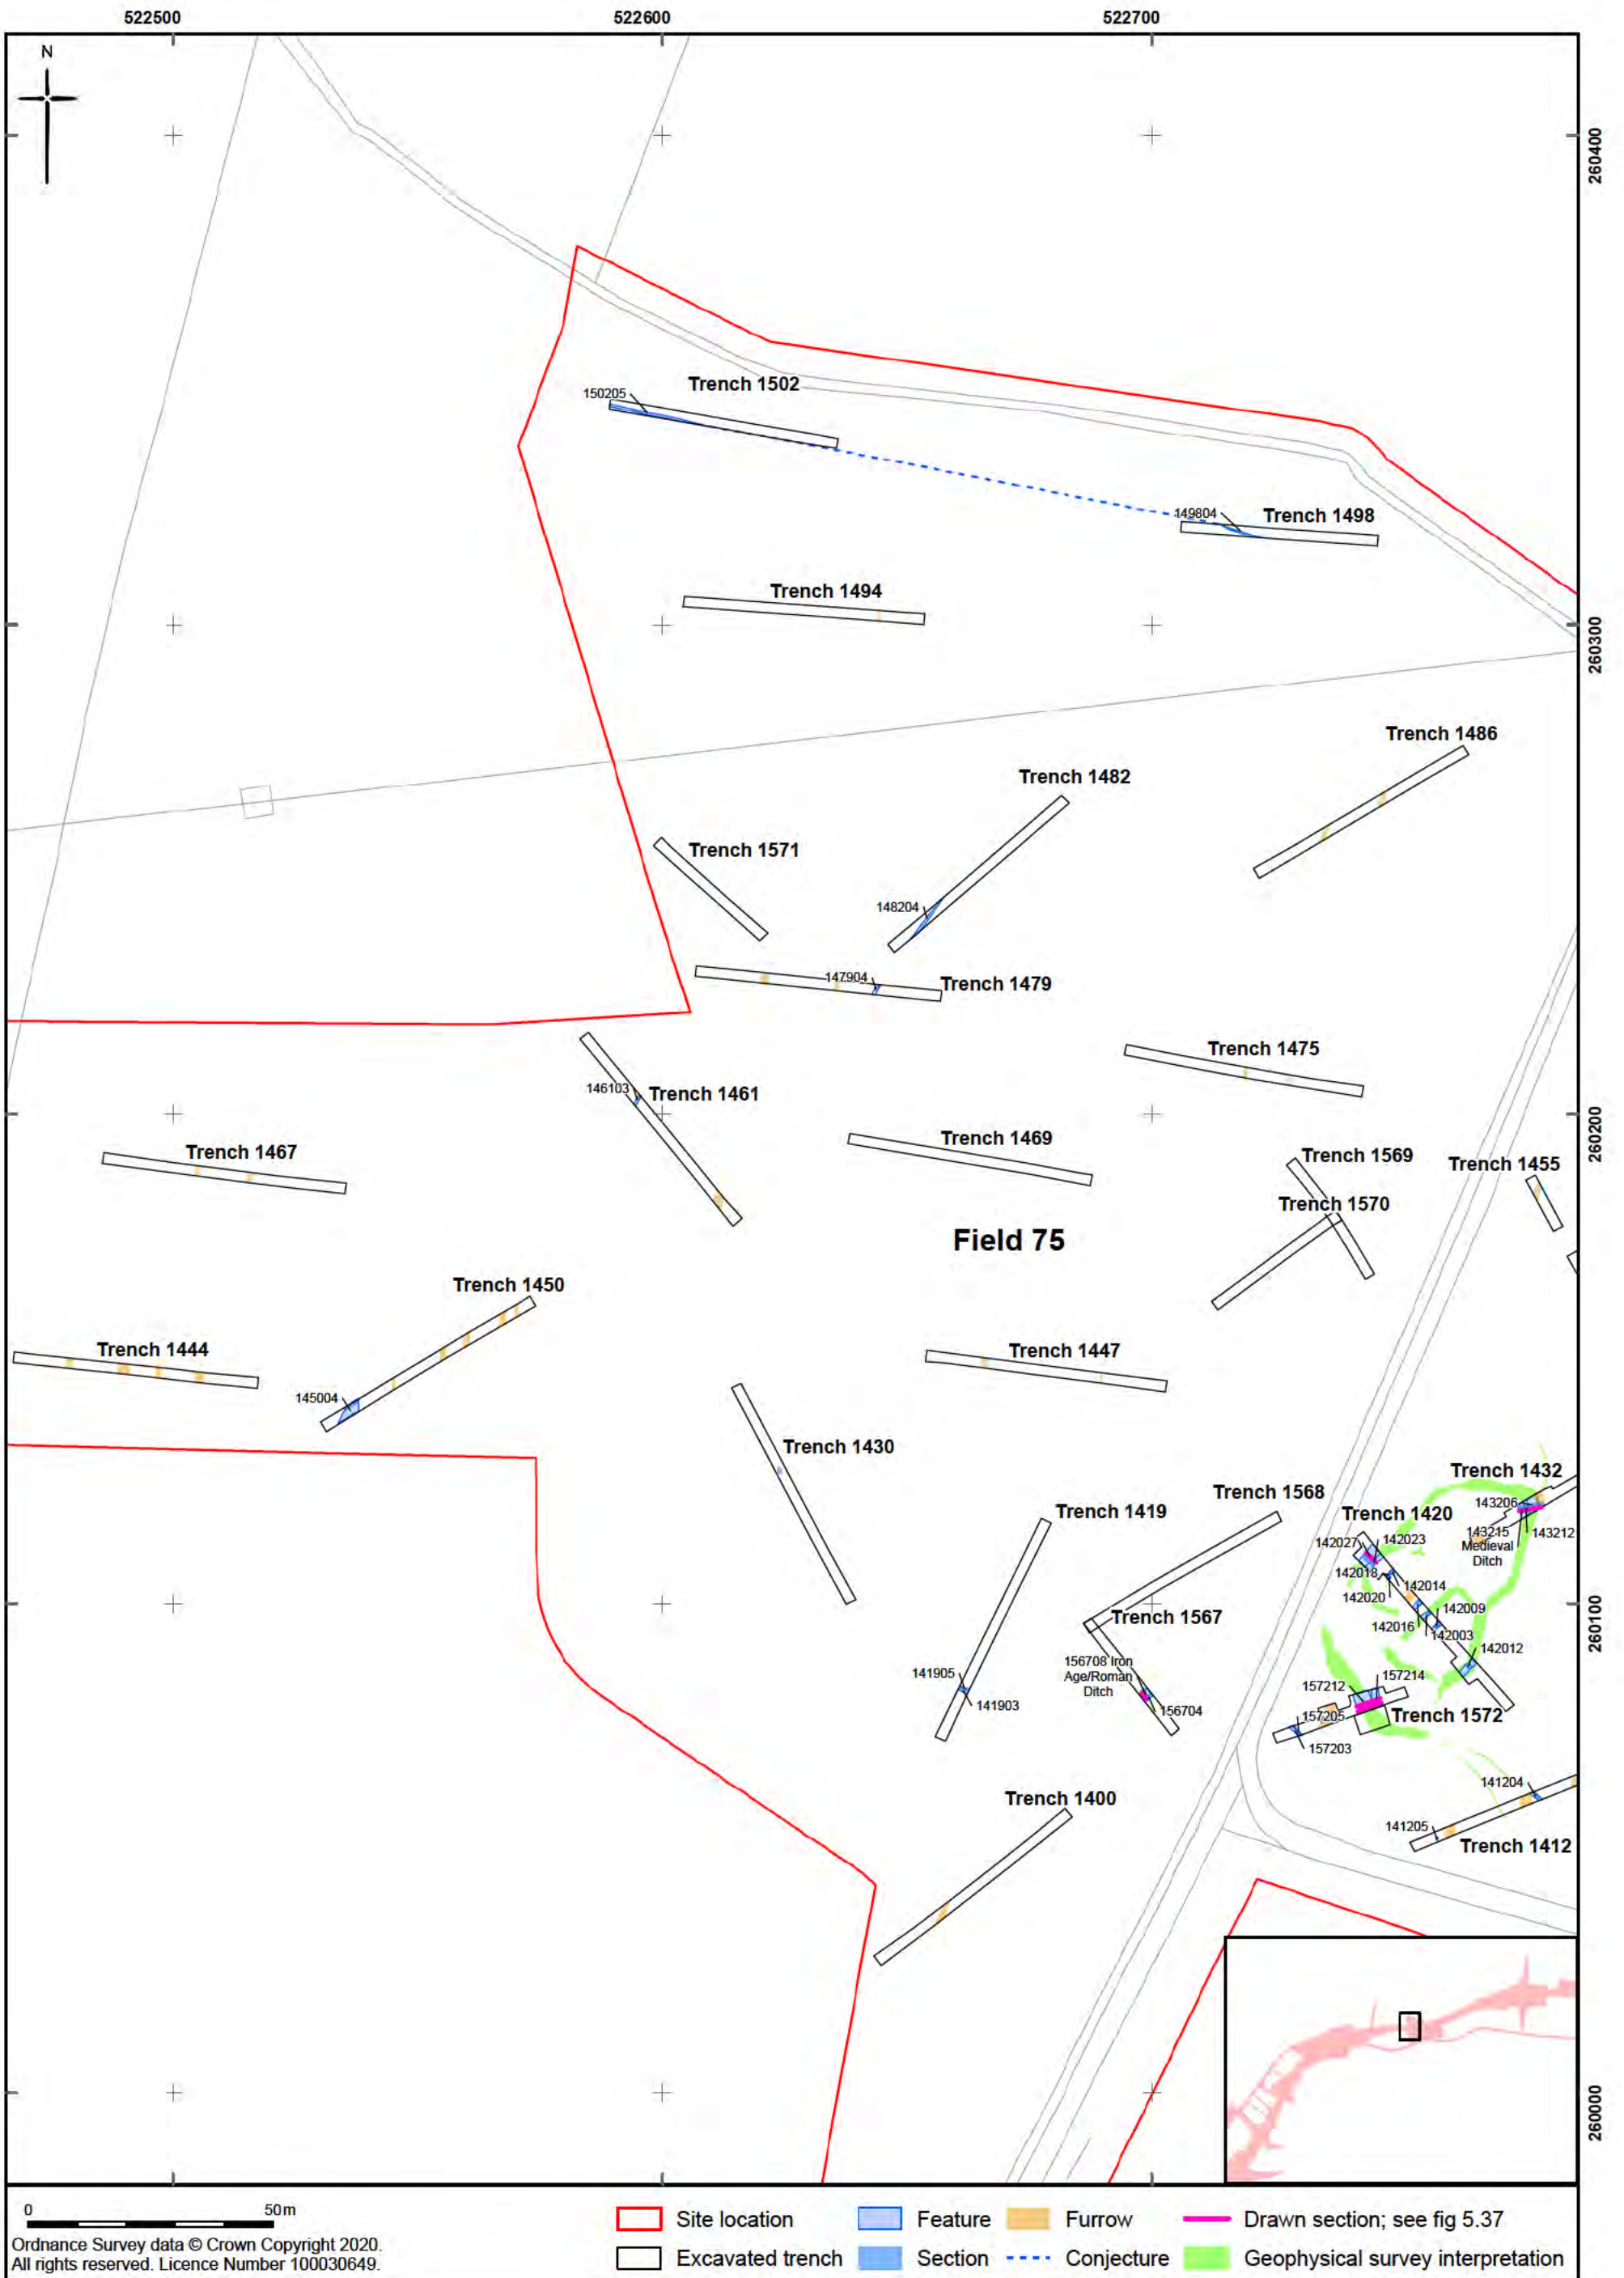 522500
522600
522700
N
260400
Trench 1502
150205
149804
Trench 1498
Trench 1494
260300
Trench 1486
Trench 1482
Trench 1571
148204
147904
Trench 1479
Trench 1475
146103
Trench 1461
260200
Trench 1467
Trench 1469
Trench 1569
Trench 1455
Trench 1570
Field 75
Trench 1450
Trench 1444
Trench 1447
145004
Trench 1430
Trench 1432
Trench 1568
143206
Trench 1419
Trench 1420
143215
Medieval
Ditch
143212
142027
142023
142018
142014
142020
260100
142009
Trench 1567
142016
142003
142012
156708 Iron
Age/Roman
Ditch
141905
141903
156704
157212
157214
157205
Trench 1572
157203
141204
Trench 1400
141205
Trench 1412
260000
0
50m
Ordnance Survey data © Crown Copyright 2020.
All rights reserved. Licence Number 100030649.
Site location
Feature
Furrow
Drawn section; see fig 5.37
Excavated trench
Section
Conjecture
Geophysical survey interpretation